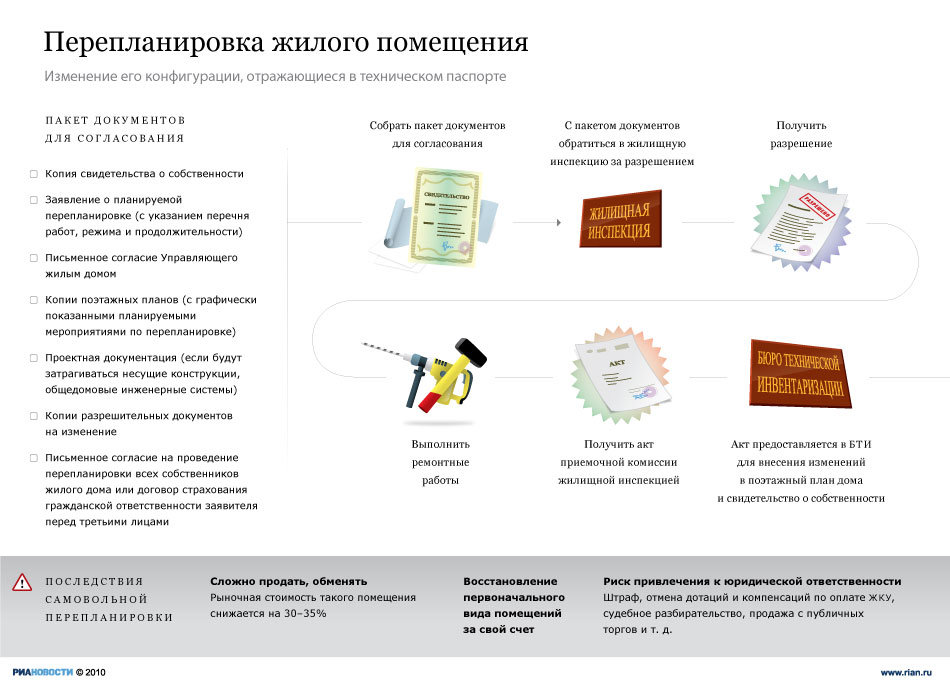 Перепланировка жилого помещения
Изменение его конфигурации, отражающиеся в техническом паспорте
ПАКЕТ ДОКУМЕНТОВ
ДЛЯ СОГЛАСОВАНИЯ
Копия свидетельства о собственности
Заявление о планируемой
перепланировке (с указанием перечня
работ, режима и продолжительности)
Письменное согласие Управляющего
жилым домом
Копии поэтажных планов (с графически
показанными планируемыми
мероприятиями по перепланировке)
Проектная документация (если будут
затрагиваться несущие конструкции,
общедомовые инженерные системы)
Копии разрешительных документов
на изменение
Письменное согласие на проведение
перепланировки всех собственников
жилого дома или договор страхования
гражданской ответственности заявителя
перед третьими лицами
Собрать пакет документов
для согласования
СВИДЕТЕЛЬСТВО
С пакетом документов
обратиться в жилищную
инспекцию за разрешением
ЖИЛИЩНАЯ
ИНСПЕКЦИЯ
Получить
разрешение
РАЗРЕШЕНО
Выполнить
ремонтные
работы
АКТ
Получить акт
приемочной комиссии
жилищной инспекцией
БЮРО ТЕХНИЧЕСКОЙ
ИНВЕНТАРИЗАЦИИ
Акт предоставляется в БТИ
для внесения изменений
в поэтажный план дома
и свидетельство о собственности
ПОСЛЕДСТВИЯ
САМОВОЛЬНОЙ
ПЕРЕПЛАНИРОВКИ
Сложно продать, обменять
Рыночная стоимость такого помещения
снижается на 30–35%
Восстановление
первоначального
вида помещений
за свой счет
Риск привлечения к юридической ответственности
Штраф, отмена дотаций и компенсаций по оплате ЖКУ,
судебное разбирательство, продажа с публичных
торгов и т. д.
РИАНОВОСТИ © 2010
www.rian.ru